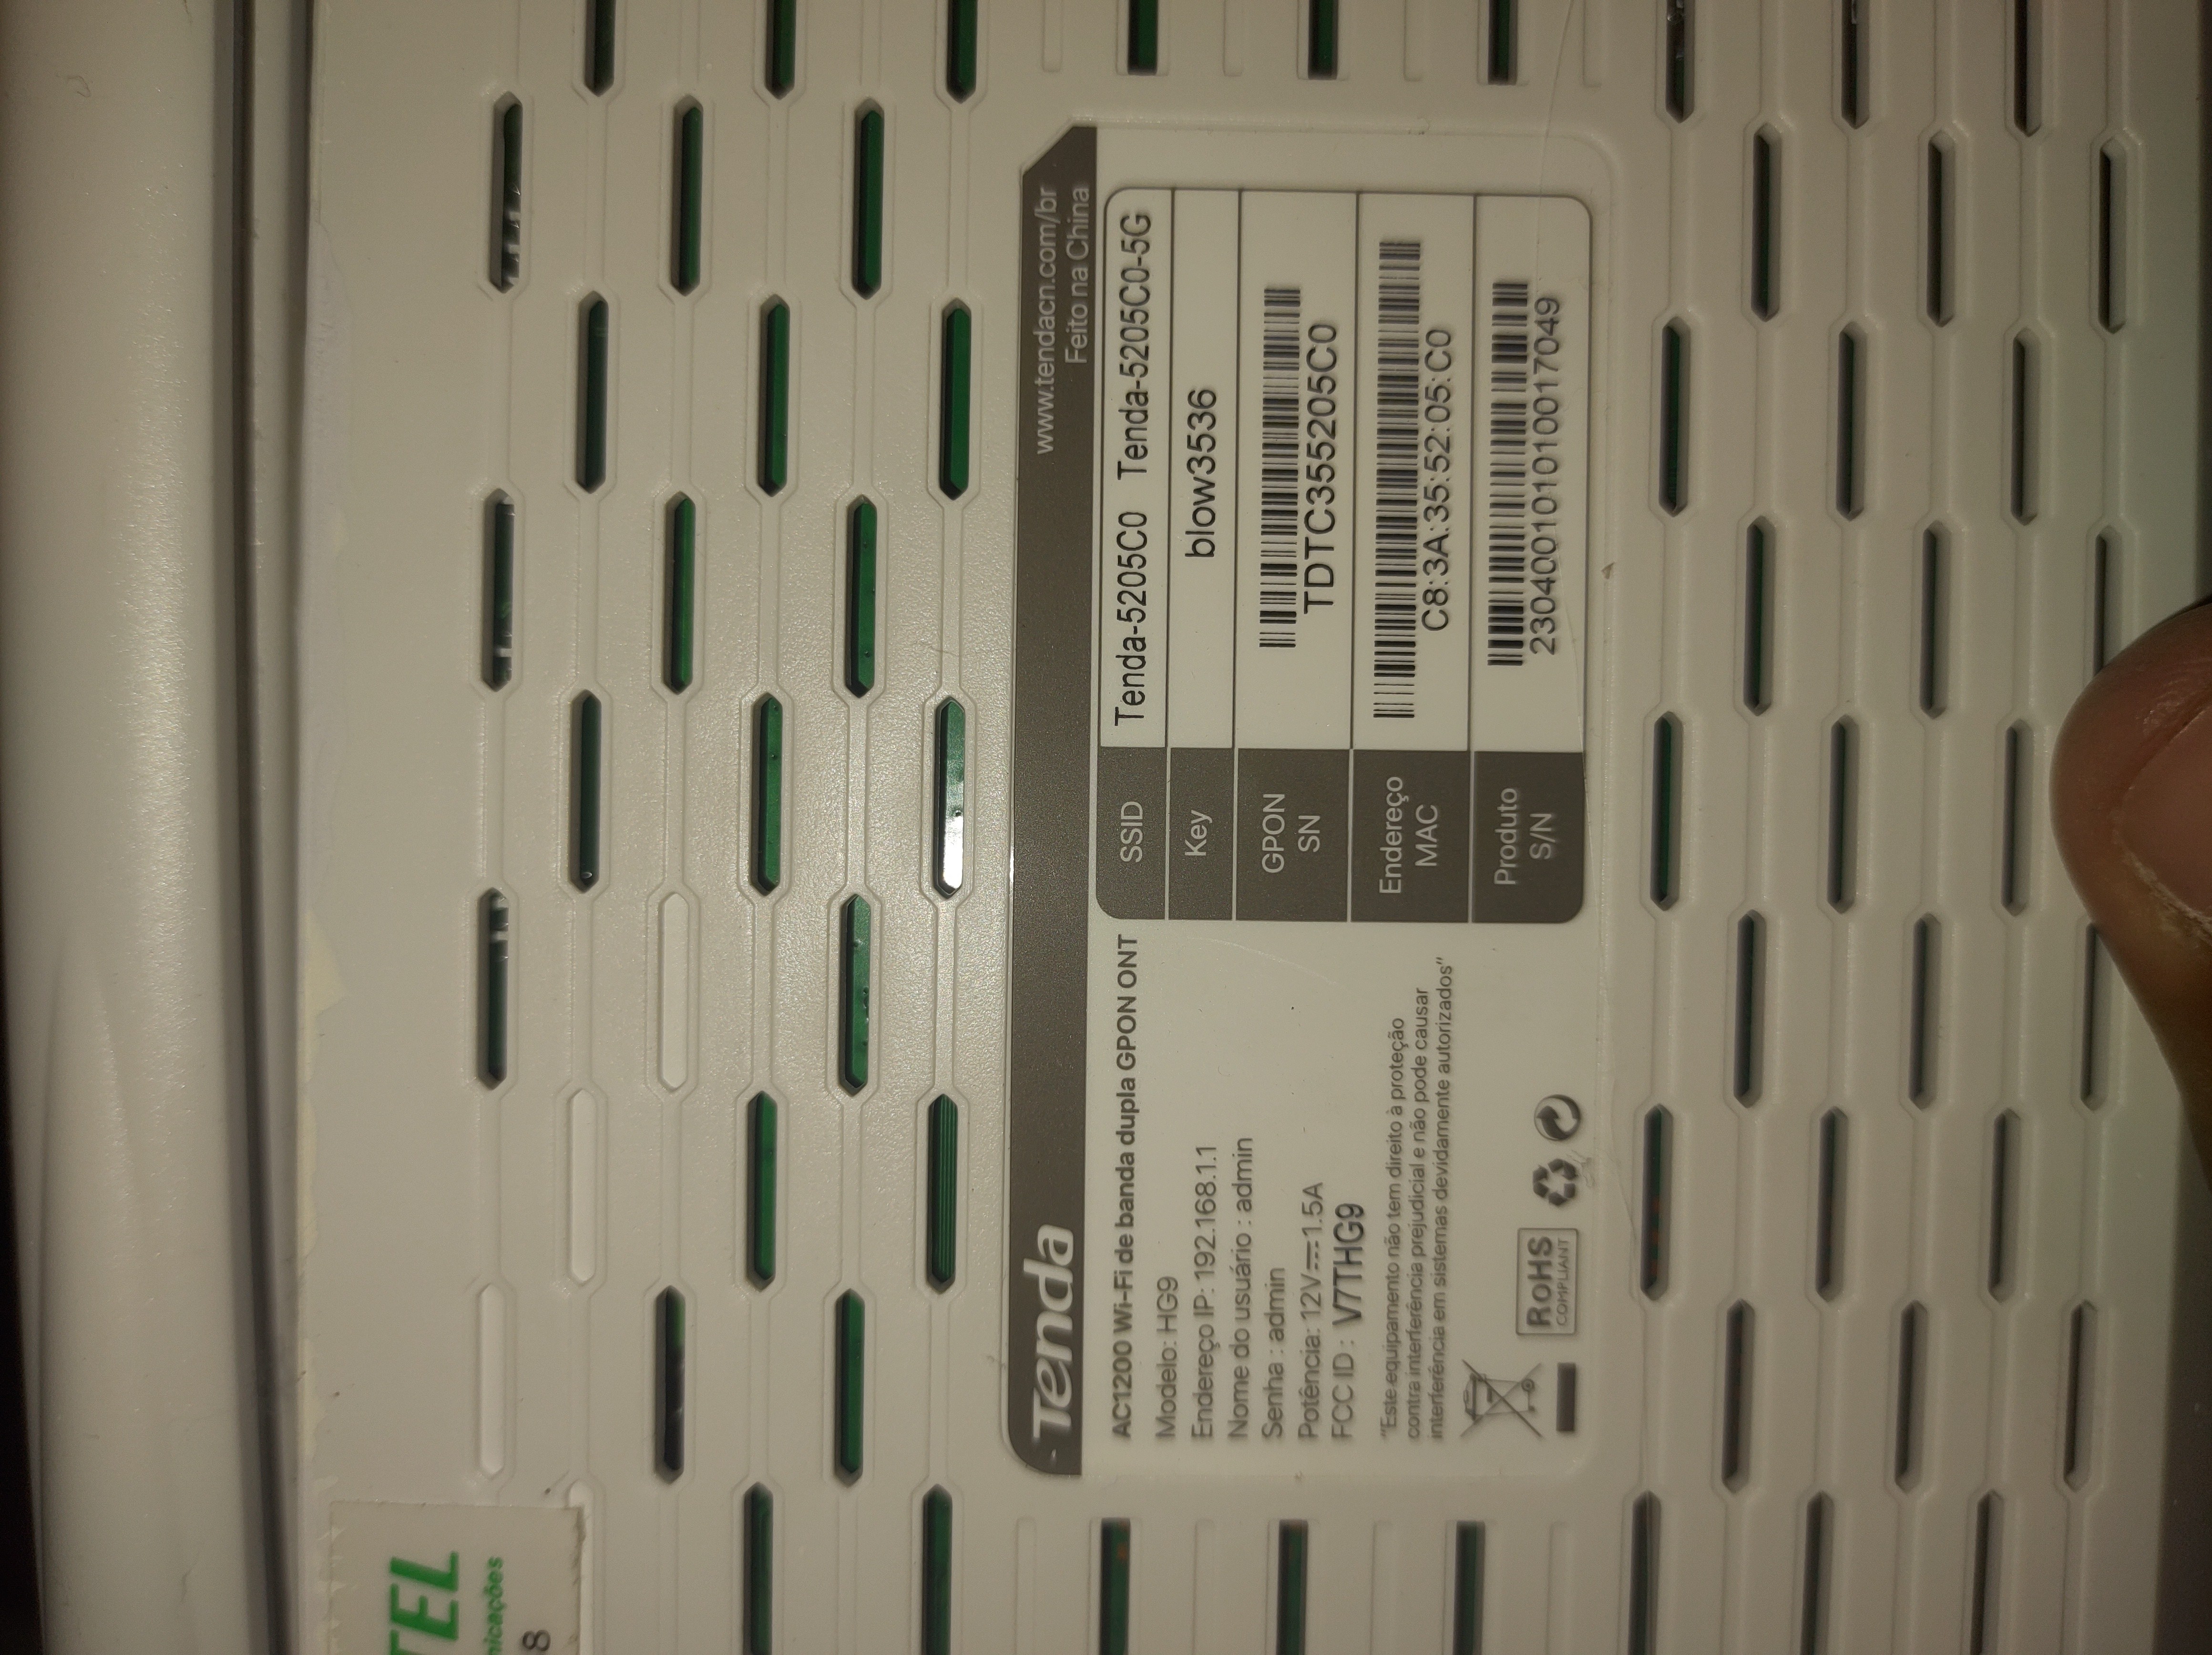 Tenda
www.tendacn.com/br
Feito na China
AC1200 Wi-Fi de banda dupla GPON ONT
Modelo: HG9
Endereço IP: 192.168.1.1
Nome do usuário : admin
Senha : admin
Potência: 12V⎓1.5A
FCC ID : V7THG9
"Este equipamento não tem direito à proteção
contra interferência prejudicial e não pode causar
interferência em sistemas devidamente autorizados"
RoHS
COMPLIANT
SSID Tenda-5205C0 Tenda-5205C0-5G
Key blow3536
GPON
SN
TDTC355205C0
Endereço
MAC
C8:3A:35:52:05:C0
Produto
S/N
23040010101001 7049
TEL
nicações
8